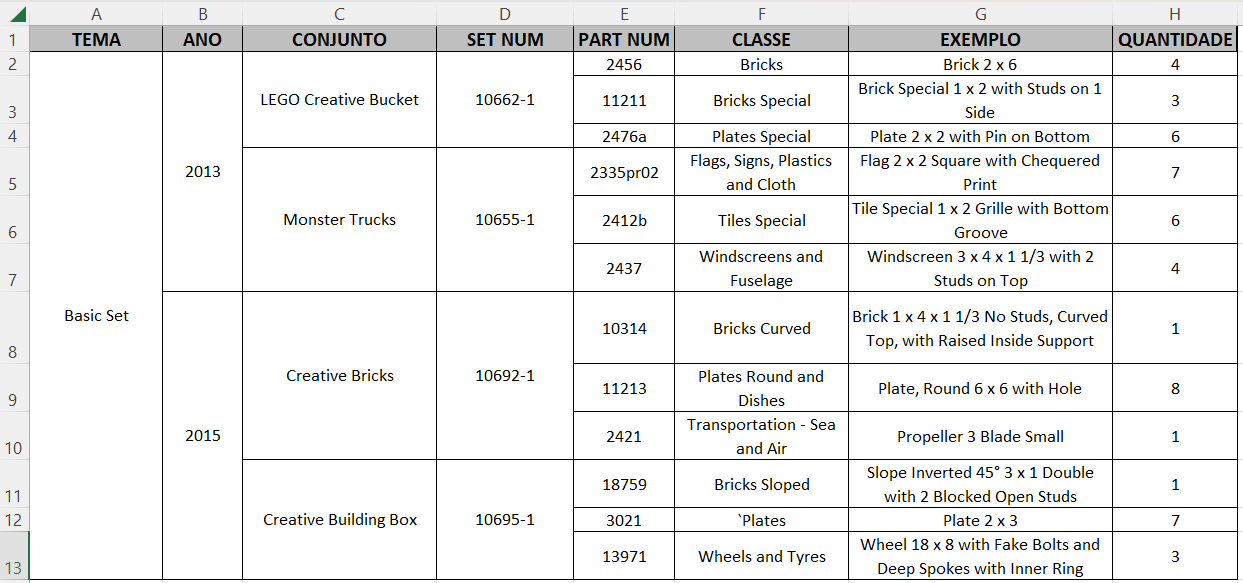 A B C D E F G H
1 TEMA ANO CONJUNTO SET NUM PART NUM CLASSE EXEMPLO QUANTIDADE
2 2456 Bricks Brick 2 x 6 4
LEGO Creative Bucket 10662-1
3 11211 Bricks Special Brick Special 1 x 2 with Studs on 1
Side 3
4 2476a Plates Special Plate 2 x 2 with Pin on Bottom 6
2013
5 2335pr02 Flags, Signs, Plastics
and Cloth Flag 2 x 2 Square with Chequered
Print 7
Monster Trucks 10655-1
6 2412b Tiles Special Tile Special 1 x 2 Grille with Bottom
Groove 6
7 2437 Windscreens and
Fuselage Windscreen 3 x 4 x 1 1/3 with 2
Studs on Top 4
Basic Set
8 10314 Bricks Curved Brick 1 x 4 x 1 1/3 No Studs, Curved
Top, with Raised Inside Support 1
Creative Bricks 10692-1
9 11213 Plates Round and
Dishes Plate, Round 6 x 6 with Hole 8
2015
10 2421 Transportation - Sea
and Air Propeller 3 Blade Small 1
11 18759 Bricks Sloped Slope Inverted 45° 3 x 1 Double
with 2 Blocked Open Studs 1
Creative Building Box 10695-1
12 3021 `Plates Plate 2 x 3 7
13 13971 Wheels and Tyres Wheel 18 x 8 with Fake Bolts and
Deep Spokes with Inner Ring 3